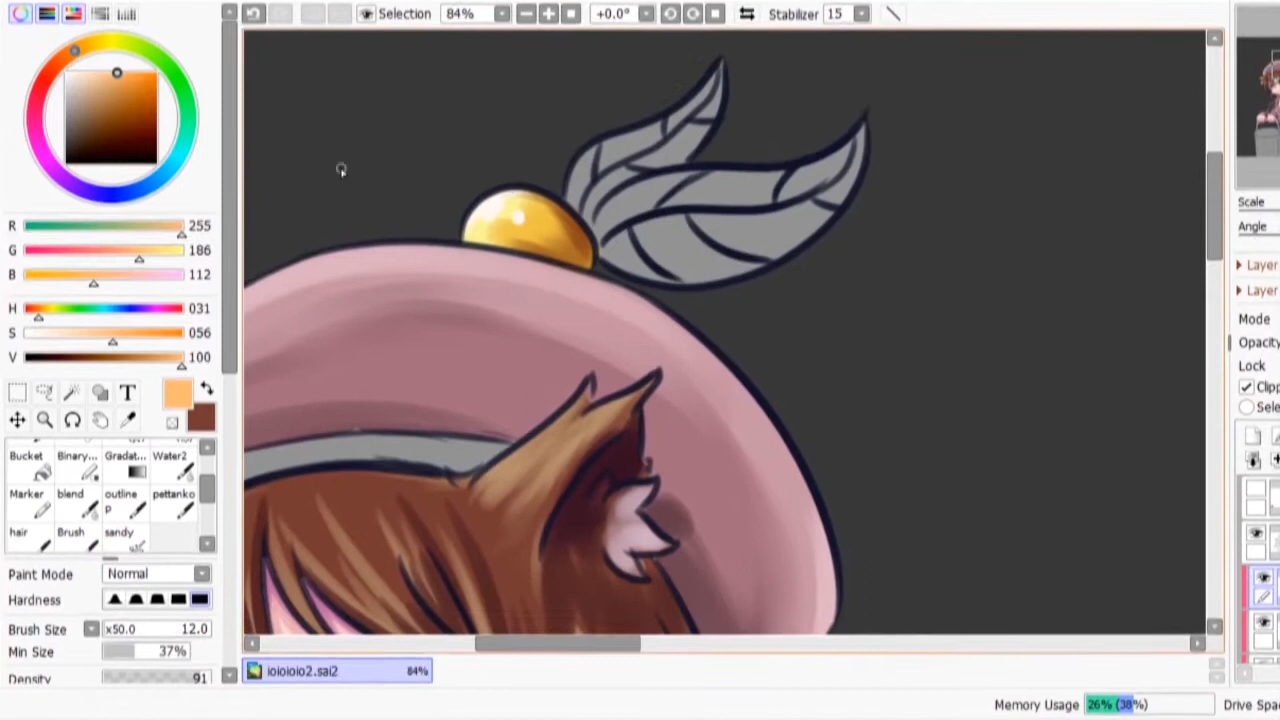 Selection 84% +0.0° Stabilizer 15
R 255
G 186
B 112
H 031
S 056
V 100
T
Bucket Binary... Gradat... Water2
Marker blend outline p pettanko
hair Brush sandy
Paint Mode Normal
Hardness
Brush Size x50.0 12.0
Min Size 37%
Density 91
Scale
Angle
Layer
Layer
Mode
Opacity
Lock
Clipp
Sele
ioioioio2.sai2 84%
Memory Usage 26% (38%) Drive Spa